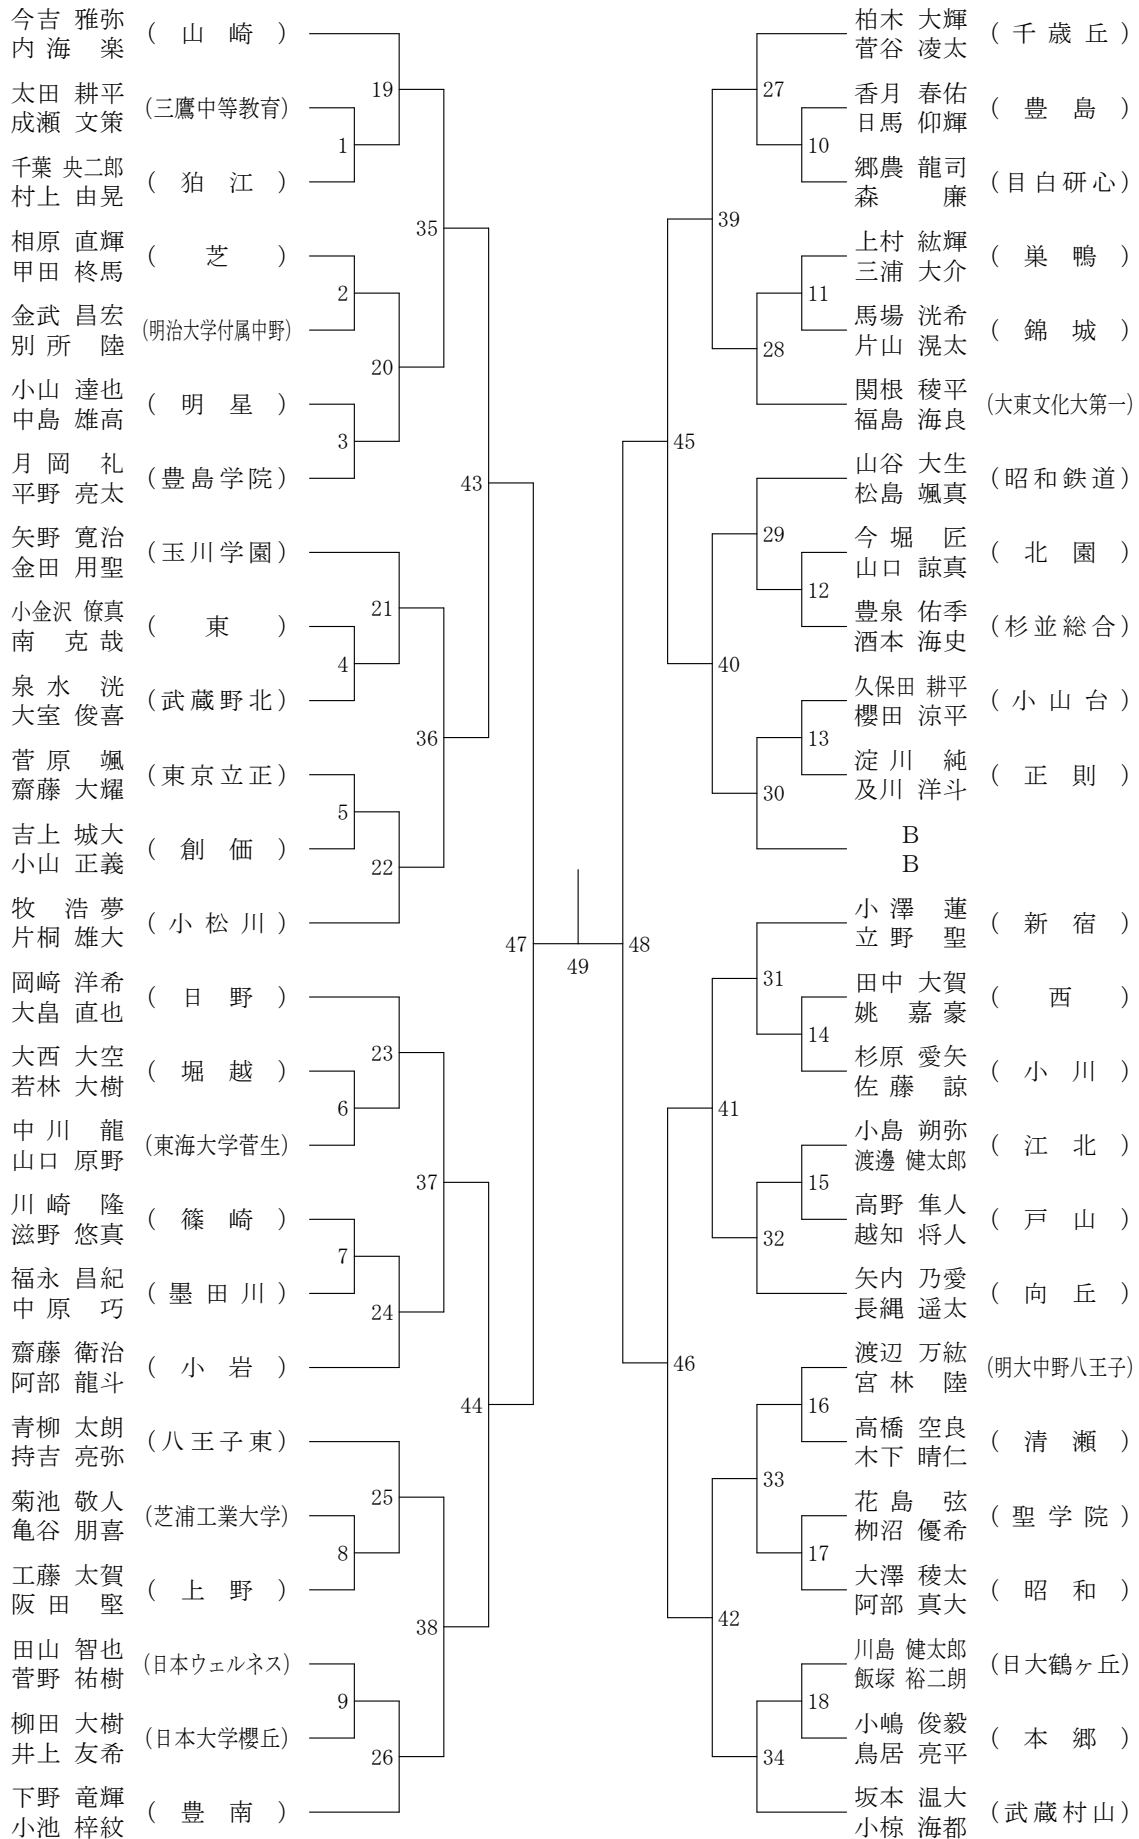 今吉 雅弥
内海 楽
( 山 崎 )
太田 耕平
成瀬 文策
(三鷹中等教育)
千葉 央二郎
村上 由晃
( 狛 江 )
相原 直輝
甲田 柊馬
( 芝 )
金武 昌宏
別所 陸
(明治大学付属中野)
小山 達也
中島 雄高
( 明 星 )
月岡 礼
平野 亮太
(豊島学院)
矢野 寛治
金田 用聖
(玉川学園)
小金沢 僚真
南 克哉
( 東 )
泉水 洸
大室 俊喜
(武蔵野北)
菅原 颯
齋藤 大耀
(東京立正)
吉上 城大
小山 正義
( 創 価 )
牧 浩夢
片桐 雄大
( 小 松 川 )
岡﨑 洋希
大畠 直也
( 日 野 )
大西 大空
若林 大樹
( 堀 越 )
中川 龍
山口 原野
(東海大学菅生)
川崎 隆
滋野 悠真
( 篠 崎 )
福永 昌紀
中原 巧
( 墨 田 川 )
齋藤 衛治
阿部 龍斗
( 小 岩 )
青柳 太朗
持吉 亮弥
(八王子東)
菊池 敬人
亀谷 朋喜
(芝浦工業大学)
工藤 太賀
阪田 堅
( 上 野 )
田山 智也
菅野 祐樹
(日本ウェルネス)
柳田 大樹
井上 友希
(日本大学櫻丘)
下野 竜輝
小池 梓紋
( 豊 南 )
19
1
35
2
20
3
43
21
4
36
5
22
47
23
6
37
7
24
44
25
8
38
9
26
49
48
27
10
39
11
28
45
29
12
40
13
30
31
14
41
15
32
46
16
33
17
42
18
34
柏木 大輝
菅谷 凌太
(千歳丘)
香月 春佑
日馬 仰輝
( 豊 島 )
郷農 龍司
森 廉
(目白研心)
上村 紘輝
三浦 大介
( 巣 鴨 )
馬場 洸希
片山 滉太
( 錦 城 )
関根 稜平
福島 海良
(大東文化大第一)
山谷 大生
松島 颯真
(昭和鉄道)
今堀 匠
山口 諒真
( 北 園 )
豊泉 佑季
酒本 海史
(杉並総合)
久保田 耕平
櫻田 涼平
( 小 山 台 )
淀川 純
及川 洋斗
( 正 則 )
B
B
小澤 蓮
立野 聖
( 新 宿 )
田中 大賀
姚 嘉豪
( 西 )
杉原 愛矢
佐藤 諒
( 小 川 )
小島 朔弥
渡邊 健太郎
( 江 北 )
高野 隼人
越知 将人
( 戸 山 )
矢内 乃愛
長縄 遥太
( 向 丘 )
渡辺 万紘
宮林 陸
(明大中野八王子)
高橋 空良
木下 晴仁
( 清 瀬 )
花島 弦
栁沼 優希
( 聖 学 院 )
大澤 稜太
阿部 真大
( 昭 和 )
川島 健太郎
飯塚 裕二朗
(日大鶴ヶ丘)
小嶋 俊毅
鳥居 亮平
( 本 郷 )
坂本 温大
小椋 海都
(武蔵村山)